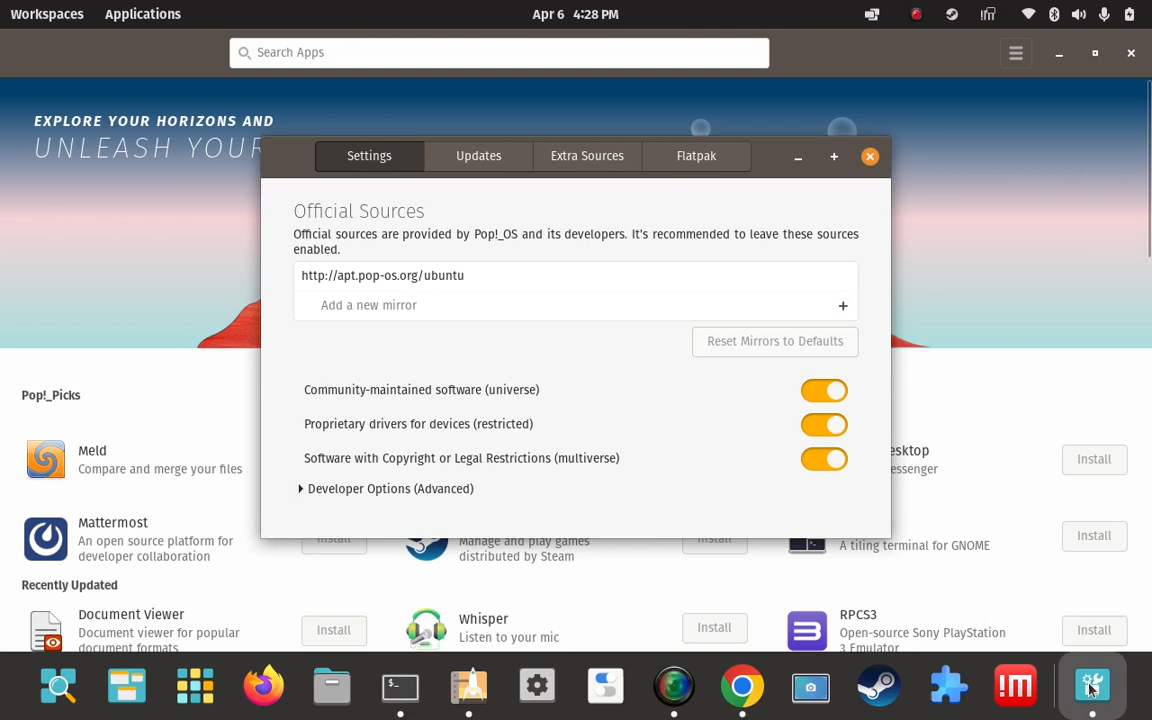 Workspaces Applications Apr 6 4:28 PM
Search Apps
EXPLORE YOUR HORIZONS AND
UNLEASH YOUR
Settings Updates Extra Sources Flatpak
Official Sources
Official sources are provided by Pop!_OS and its developers. It's recommended to leave these sources
enabled.
http://apt.pop-os.org/ubuntu
Add a new mirror
Reset Mirrors to Defaults
Community-maintained software (universe)
Proprietary drivers for devices (restricted)
Software with Copyright or Legal Restrictions (multiverse)
Developer Options (Advanced)
Pop!_Picks
Meld
Compare and merge your files
esktop
essenger
Install
Mattermost
An open source platform for
developer collaboration
Install
Manage and play games
distributed by Steam
Install
A tiling terminal for GNOME
Install
Recently Updated
Document Viewer
Document viewer for popular
document formats
Install
Whisper
Listen to your mic
Install
RPCS3
Open-source Sony PlayStation
3 Emulator
Install
$_
!M